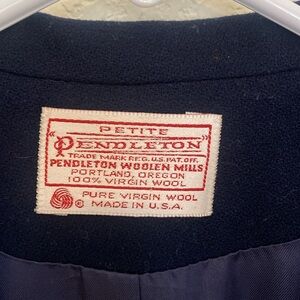 PETITE
"PENDLETON"
TRADE MARK REG. U.S. PAT. OFF.
PENDLETON WOOLEN MILLS
PORTLAND, OREGON
100% VIRGIN WOOL
PURE VIRGIN WOOL
MADE IN U.S.A.